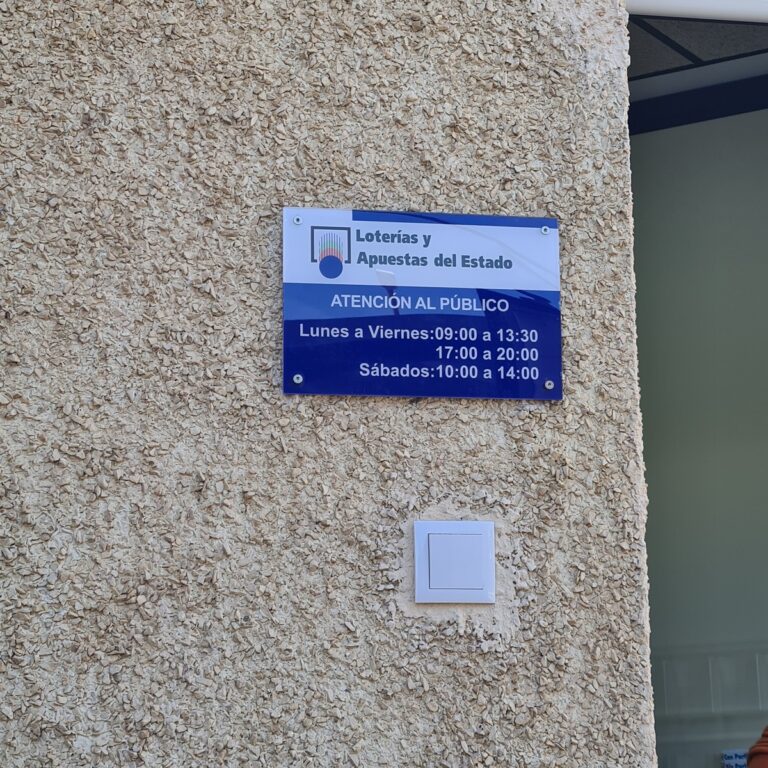 Loterías y
Apuestas del Estado
ATENCIÓN AL PÚBLICO
Lunes a Viernes:09:00 a 13:30
17:00 a 20:00
Sábados:10:00 a 14:00